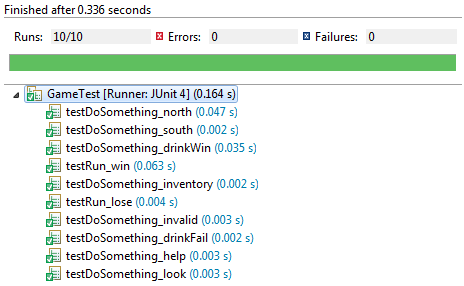 Finished after 0.336 seconds
Runs: 10/10 Errors: 0 Failures: 0
GameTest [Runner: JUnit 4] (0.164 s)
testDoSomething_north (0.047 s)
testDoSomething_south (0.002 s)
testDoSomething_drinkWin (0.035 s)
testRun_win (0.063 s)
testDoSomething_inventory (0.002 s)
testRun_lose (0.004 s)
testDoSomething_invalid (0.003 s)
testDoSomething_drinkFail (0.002 s)
testDoSomething_help (0.003 s)
testDoSomething_look (0.003 s)